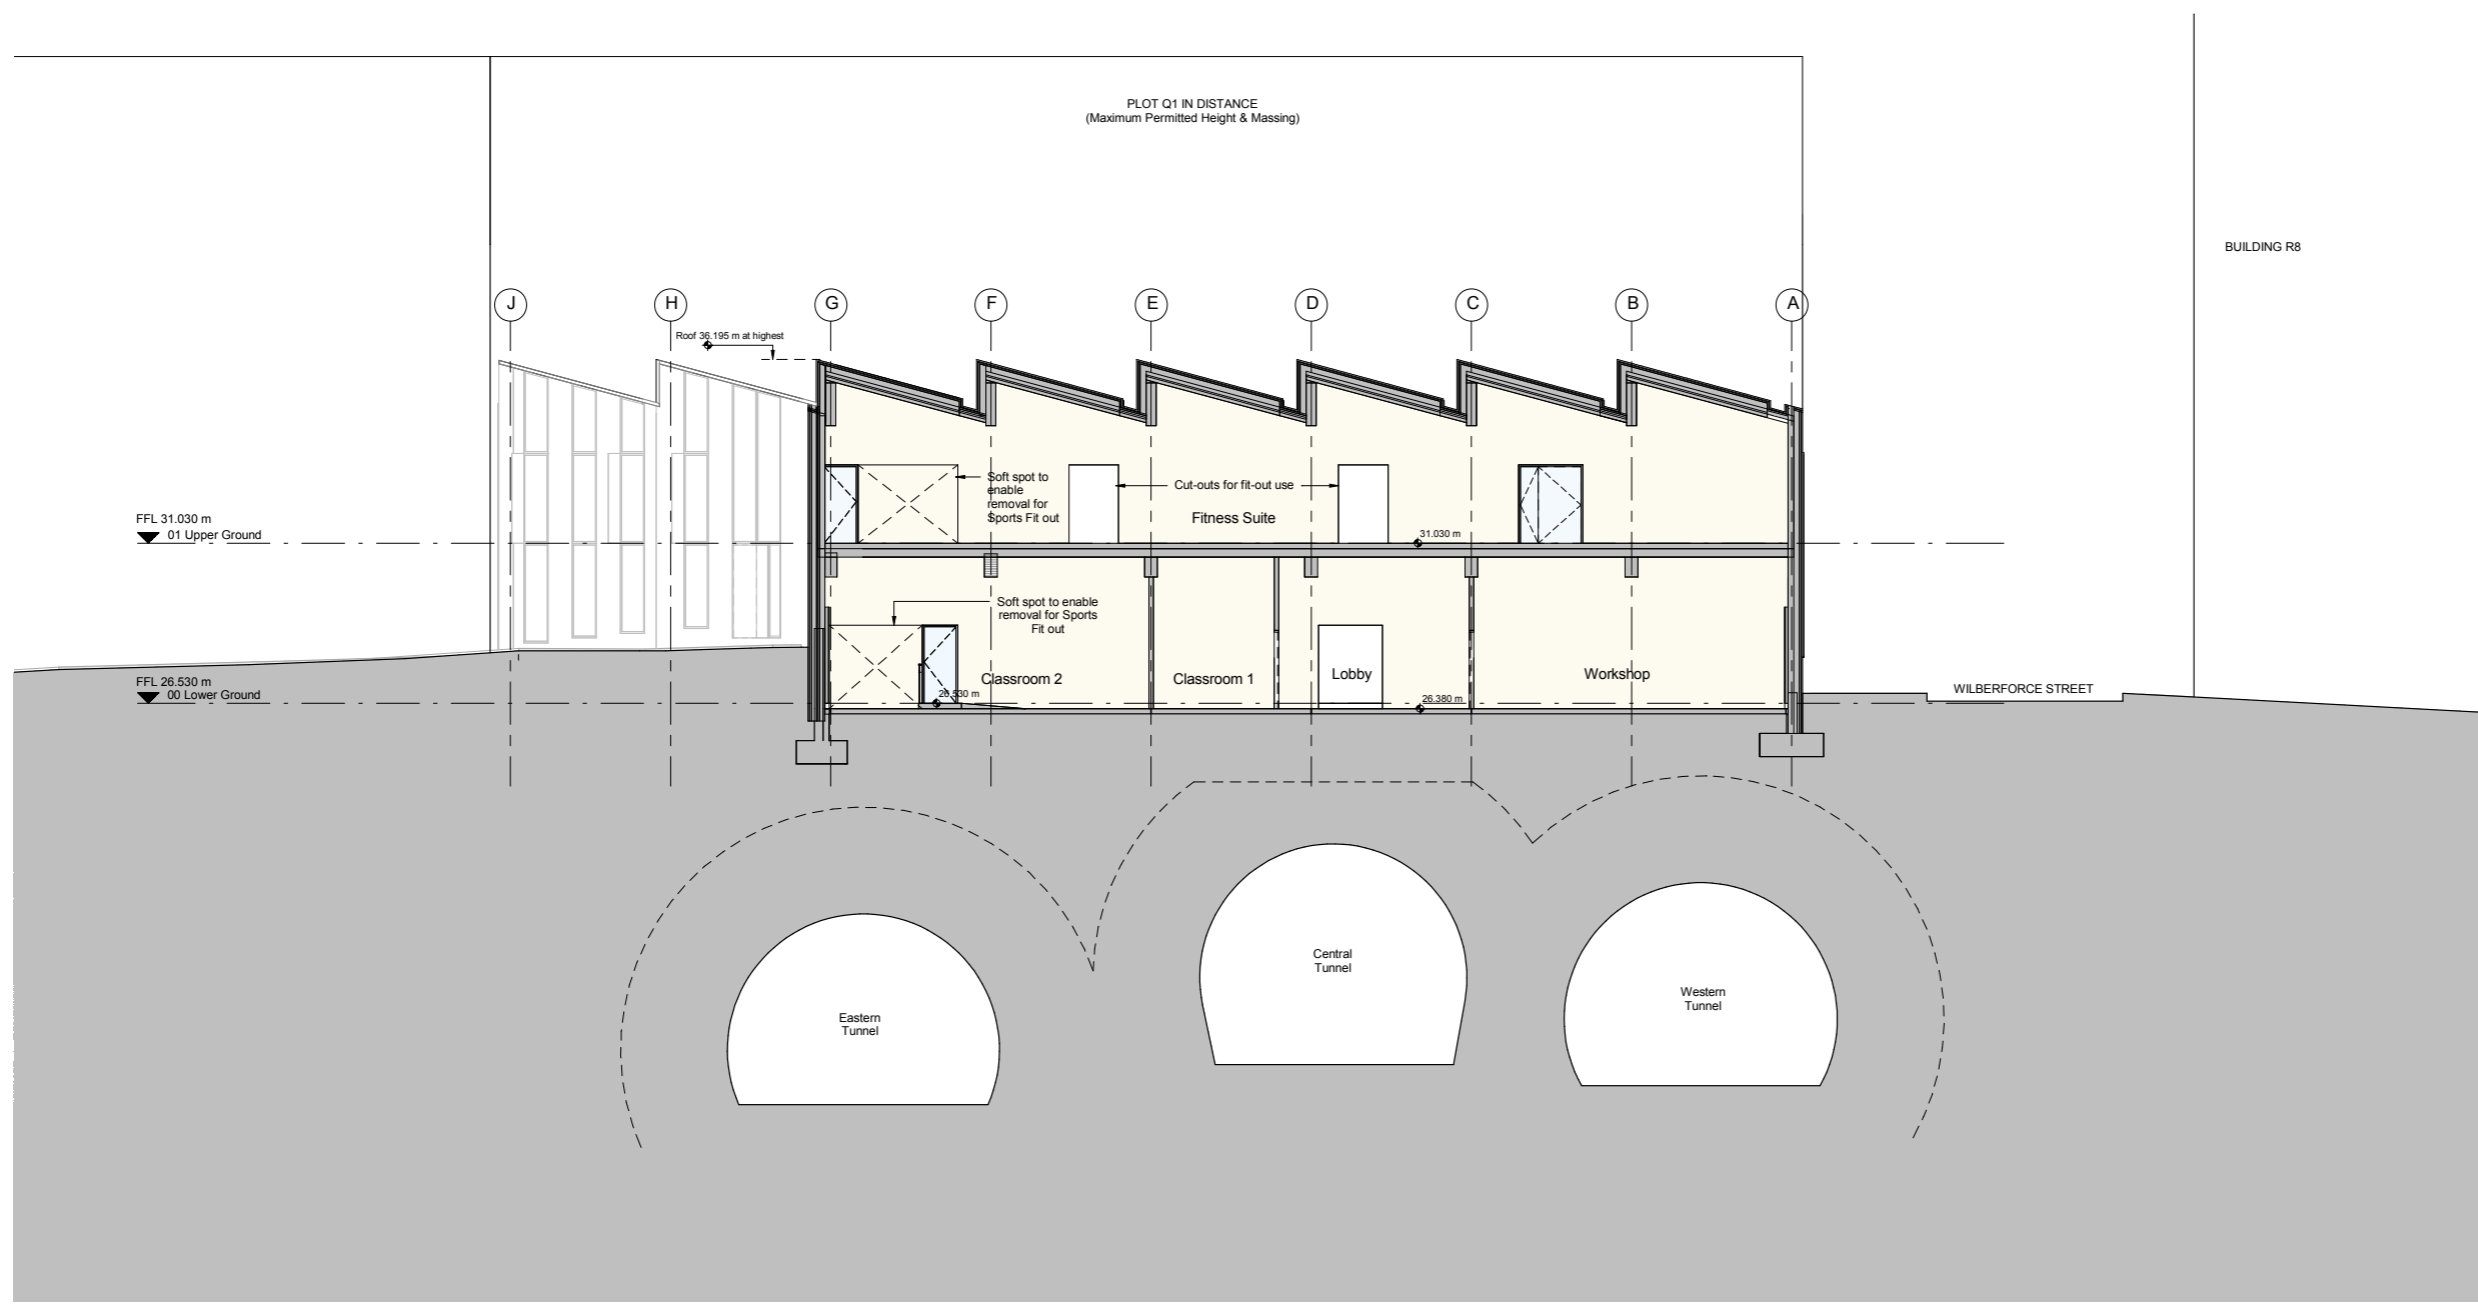 PLOT Q1 IN DISTANCE
(Maximum Permitted Height & Massing)
BUILDING R8
J
H
G
F
E
D
C
B
A
Roof 36.195 m at highest
Soft spot to
enable
removal for
Sports Fit out
Cut-outs for fit-out use
Fitness Suite
FFL 31.030 m
01 Upper Ground
31.030 m
Soft spot to enable
removal for Sports
Fit out
Classroom 2
Classroom 1
Lobby
Workshop
FFL 26.530 m
00 Lower Ground
26.530 m
26.380 m
WILBERFORCE STREET
Eastern
Tunnel
Central
Tunnel
Western
Tunnel